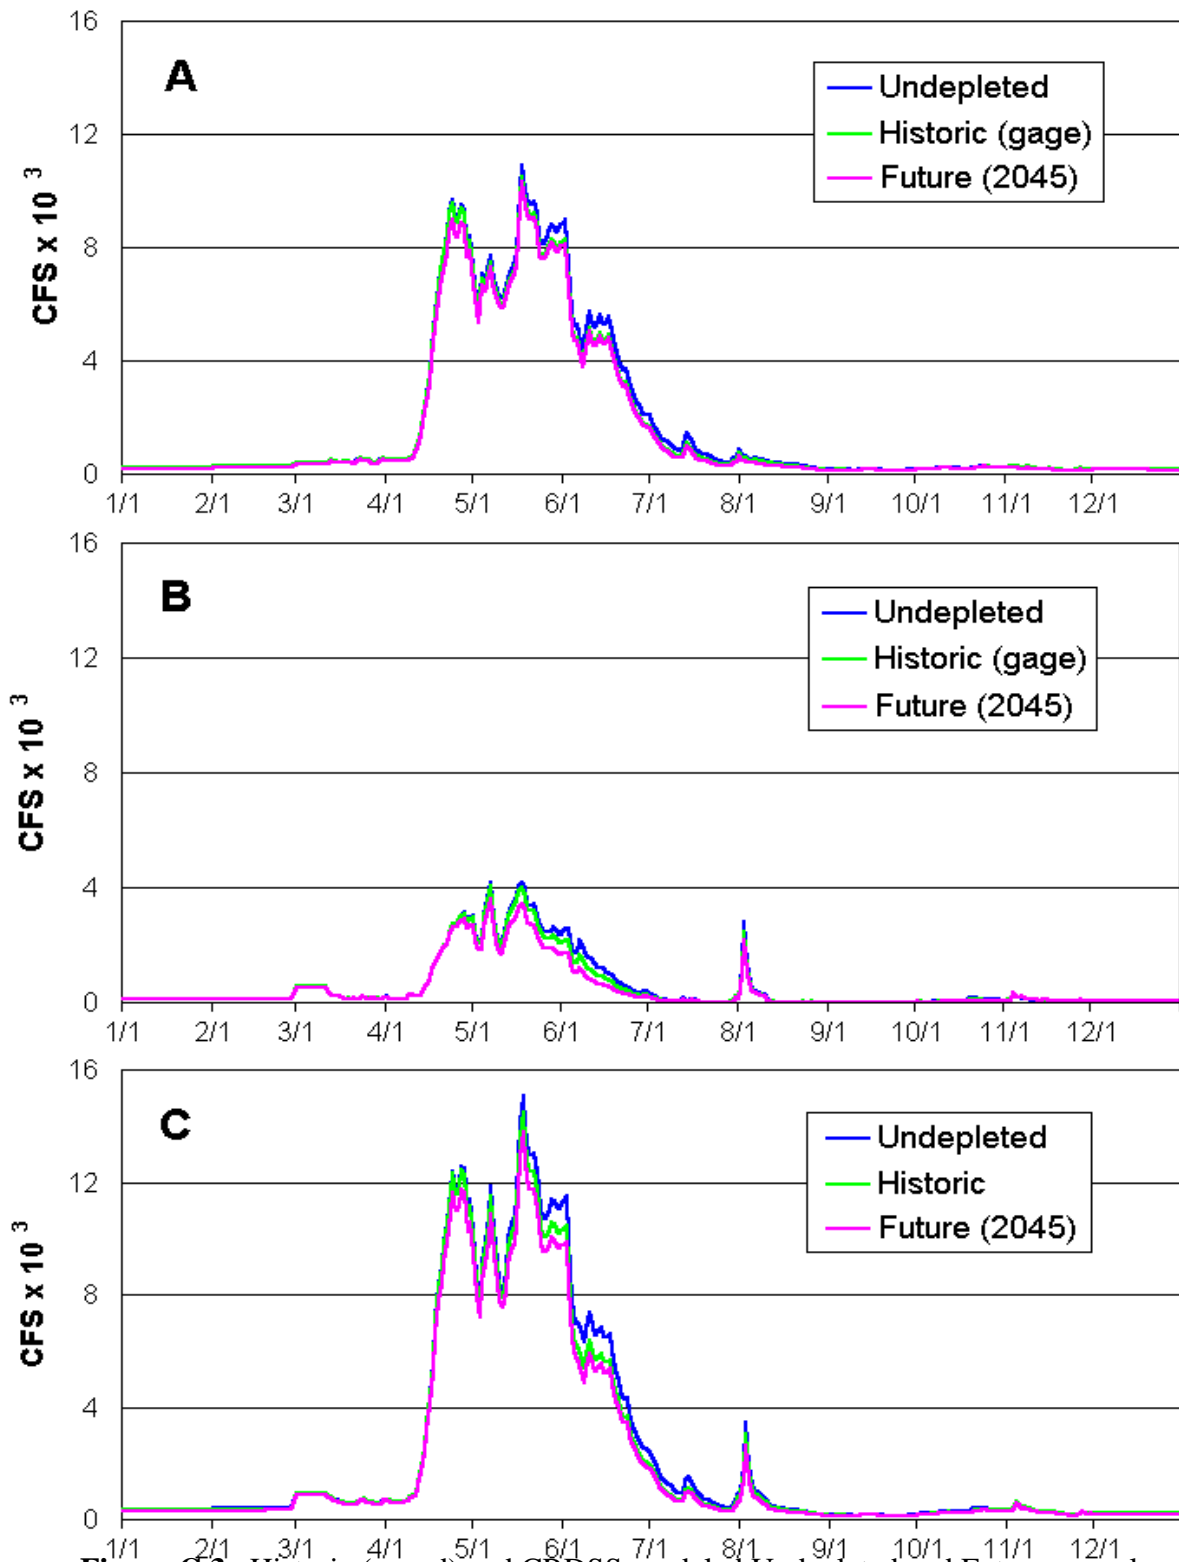 16
A
Undepleted
Historic (gage)
Future (2045)
12
8
4
0
CFS x 10 3
1/1 2/1 3/1 4/1 5/1 6/1 7/1 8/1 9/1 10/1 11/1 12/1
16
B
Undepleted
Historic (gage)
Future (2045)
12
8
4
0
CFS x 10 3
1/1 2/1 3/1 4/1 5/1 6/1 7/1 8/1 9/1 10/1 11/1 12/1
16
C
Undepleted
Historic
Future (2045)
12
8
4
0
CFS x 10 3
1/1 2/1 3/1 4/1 5/1 6/1 7/1 8/1 9/1 10/1 11/1 12/1